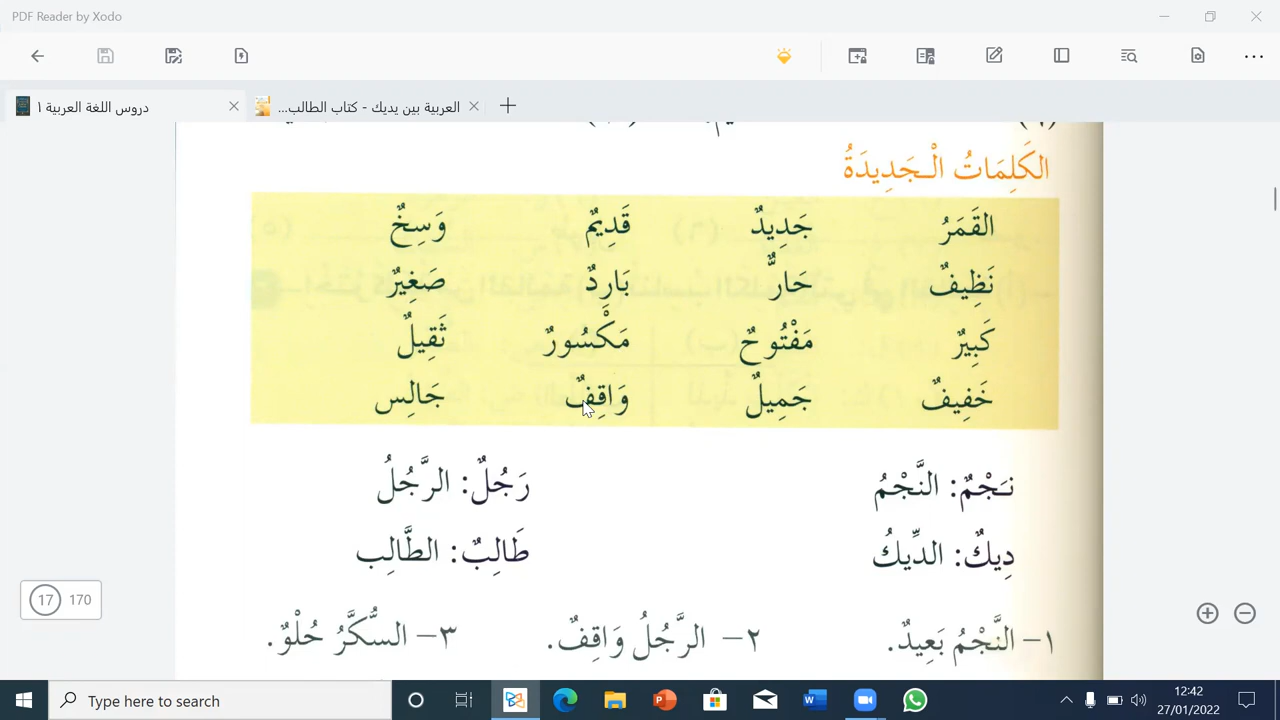 PDF Reader by Xodo
دروس اللغة العربية ١
العربية بين يديك - كتاب الطالب...
الكَلِمَاتُ الْـجَدِيدَةُ
القَمَرُ جَدِيدٌ قَدِيمٌ وَسِخٌ
نَظِيفٌ حَارٌّ بَارِدٌ صَغِيرٌ
كَبِيرٌ مَفْتُوحٌ مَكْسُورٌ ثَقِيلٌ
خَفِيفٌ جَمِيلٌ وَاقِفٌ جَالِس
نـَجْمٌ: النَّجْمُ رَجُلٌ: الرَّجُلُ
دِيكٌ: الدِّيكُ طَالِبٌ: الطَّالِب
١– النَّجْمُ بَعِيدٌ. ٢– الرَّجُلُ وَاقِفٌ. ٣– السُّكَّرُ حُلْوٌ.
17 170
Type here to search
12:42
27/01/2022